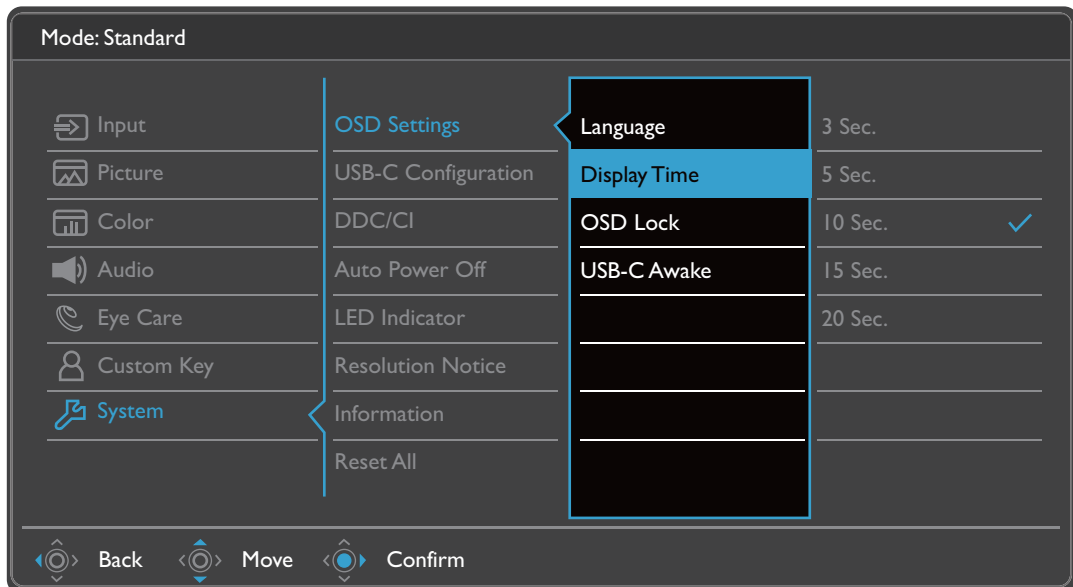 Mode: Standard
Input
Picture
Color
Audio
Eye Care
Custom Key
System
OSD Settings
USB-C Configuration
DDC/CI
Auto Power Off
LED Indicator
Resolution Notice
Information
Reset All
Language
Display Time
OSD Lock
USB-C Awake
3 Sec.
5 Sec.
10 Sec.
15 Sec.
20 Sec.
Back
Move
Confirm